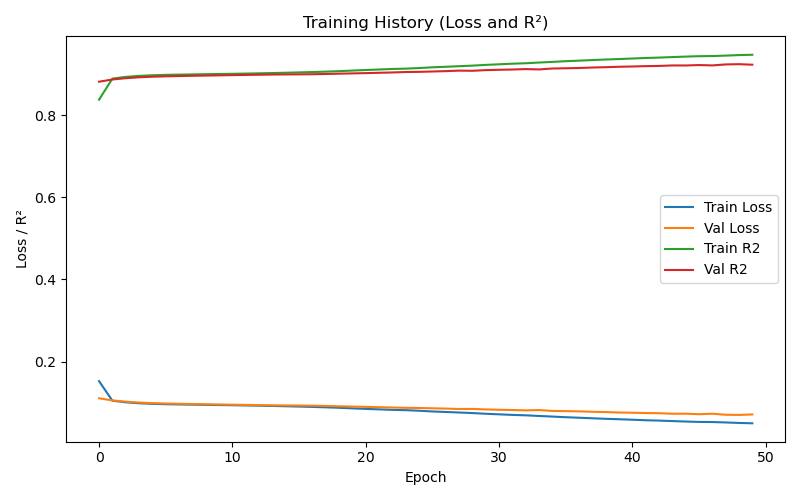 Training History (Loss and R²)
Loss / R²
0.8
0.6
0.4
0.2
Train Loss
Val Loss
Train R2
Val R2
0 10 20 30 40 50
Epoch